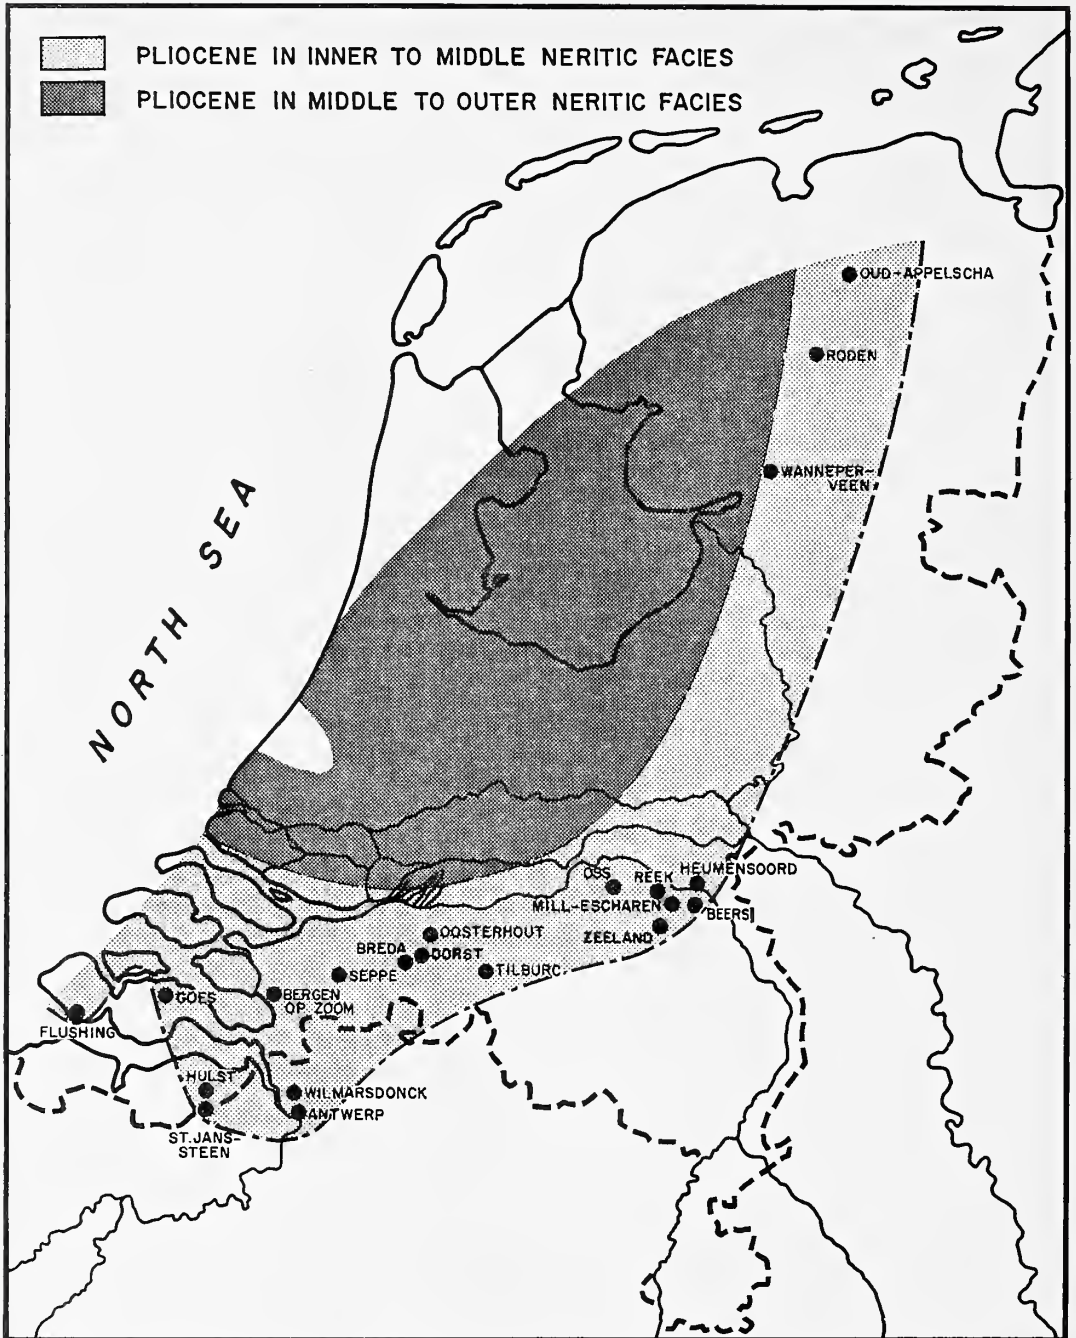 PLIOCENE IN INNER TO MIDDLE NERITIC FACIES
PLIOCENE IN MIDDLE TO OUTER NERITIC FACIES
OUD-APPELSCHA
RODEN
WANNEPER-
VEEN
NORTH SEA
OSS
REEK
HEUMENSOORD
MILL-ESCHAREN
BEERS
ZEELAND
OOSTERHOUT
BREDA
DORST
SEPPE
TILBURG
GOES
BERGEN
OP ZOOM
FLUSHING
HULST
WILMARSDONCK
ANTWERP
ST.JANS-
STEEN